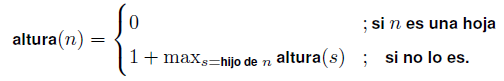 altura(n) = { 0 ; si n es una hoja
1 + max_{s=hijo de n} altura(s) ; si no lo es.